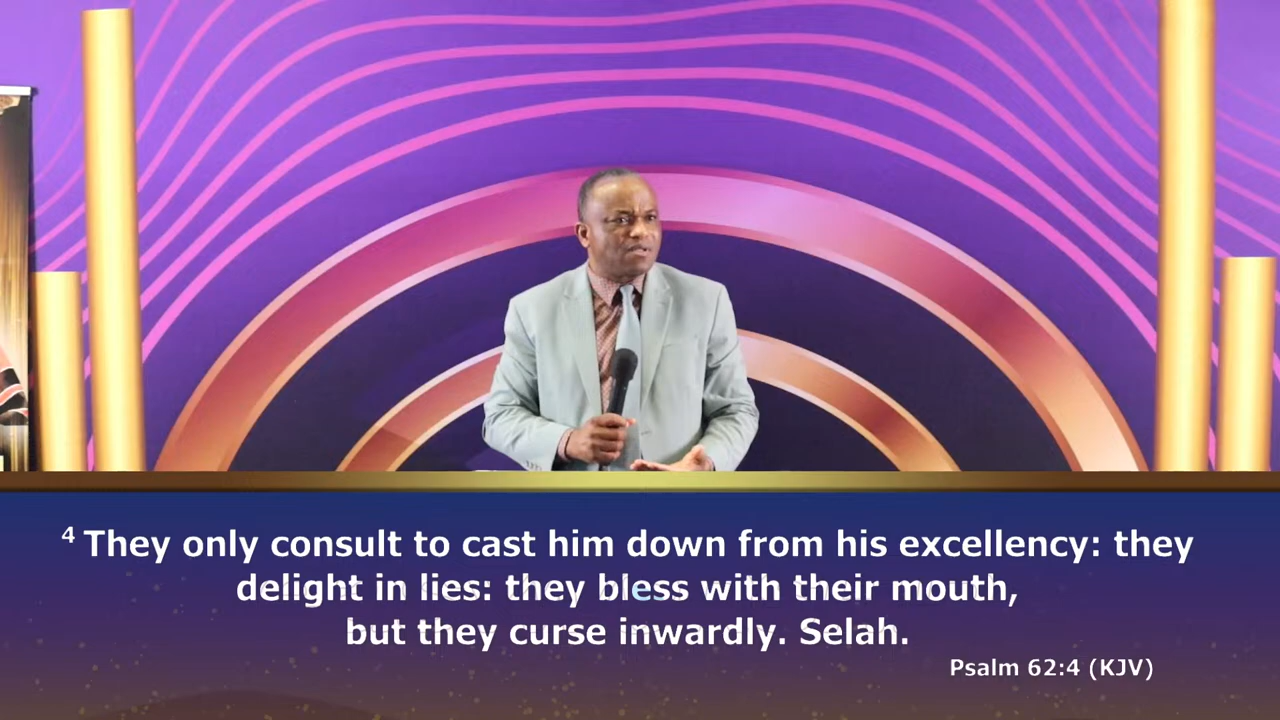 4 They only consult to cast him down from his excellency: they
delight in lies: they bless with their mouth,
but they curse inwardly. Selah.
Psalm 62:4 (KJV)